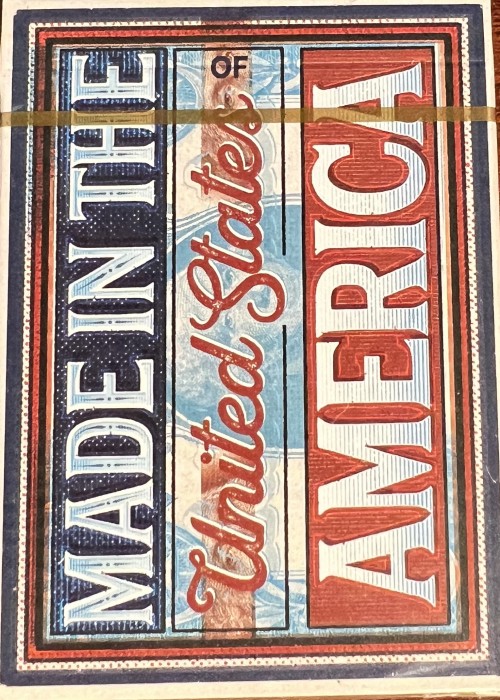 MADE IN THE
United States OF
AMERICA